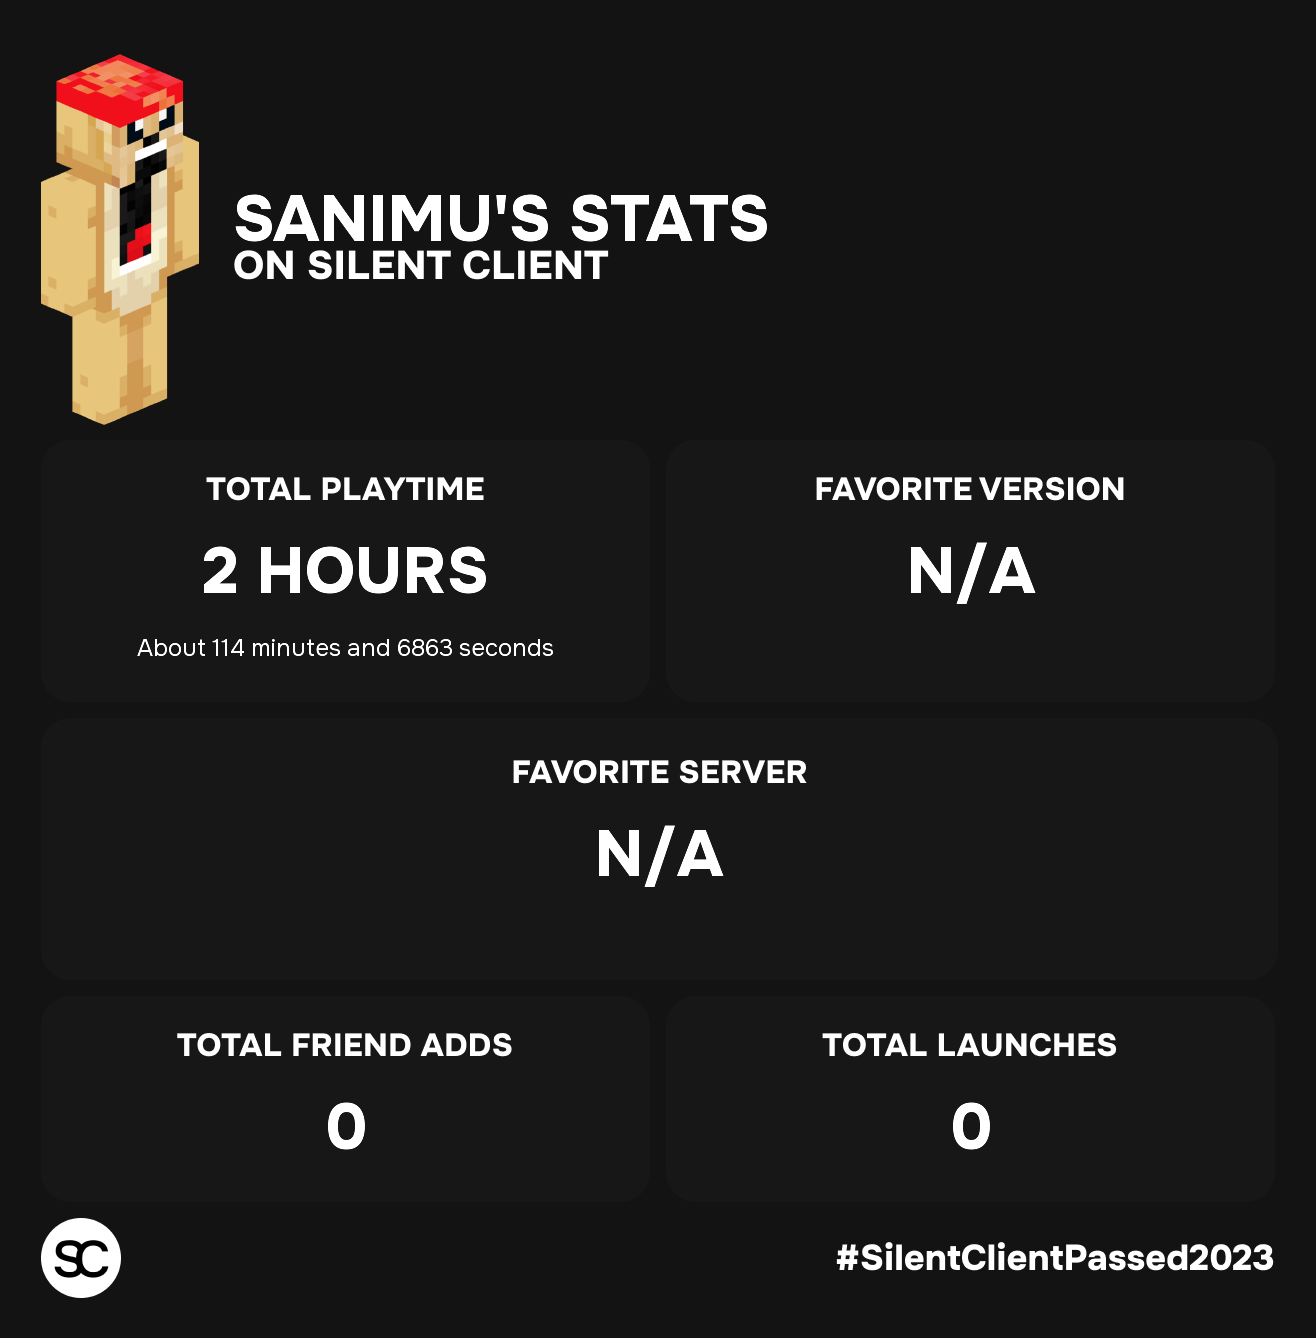 SANIMU'S STATS
ON SILENT CLIENT
TOTAL PLAYTIME
2 HOURS
About 114 minutes and 6863 seconds
FAVORITE VERSION
N/A
FAVORITE SERVER
N/A
TOTAL FRIEND ADDS
0
TOTAL LAUNCHES
0
SC
#SilentClientPassed2023